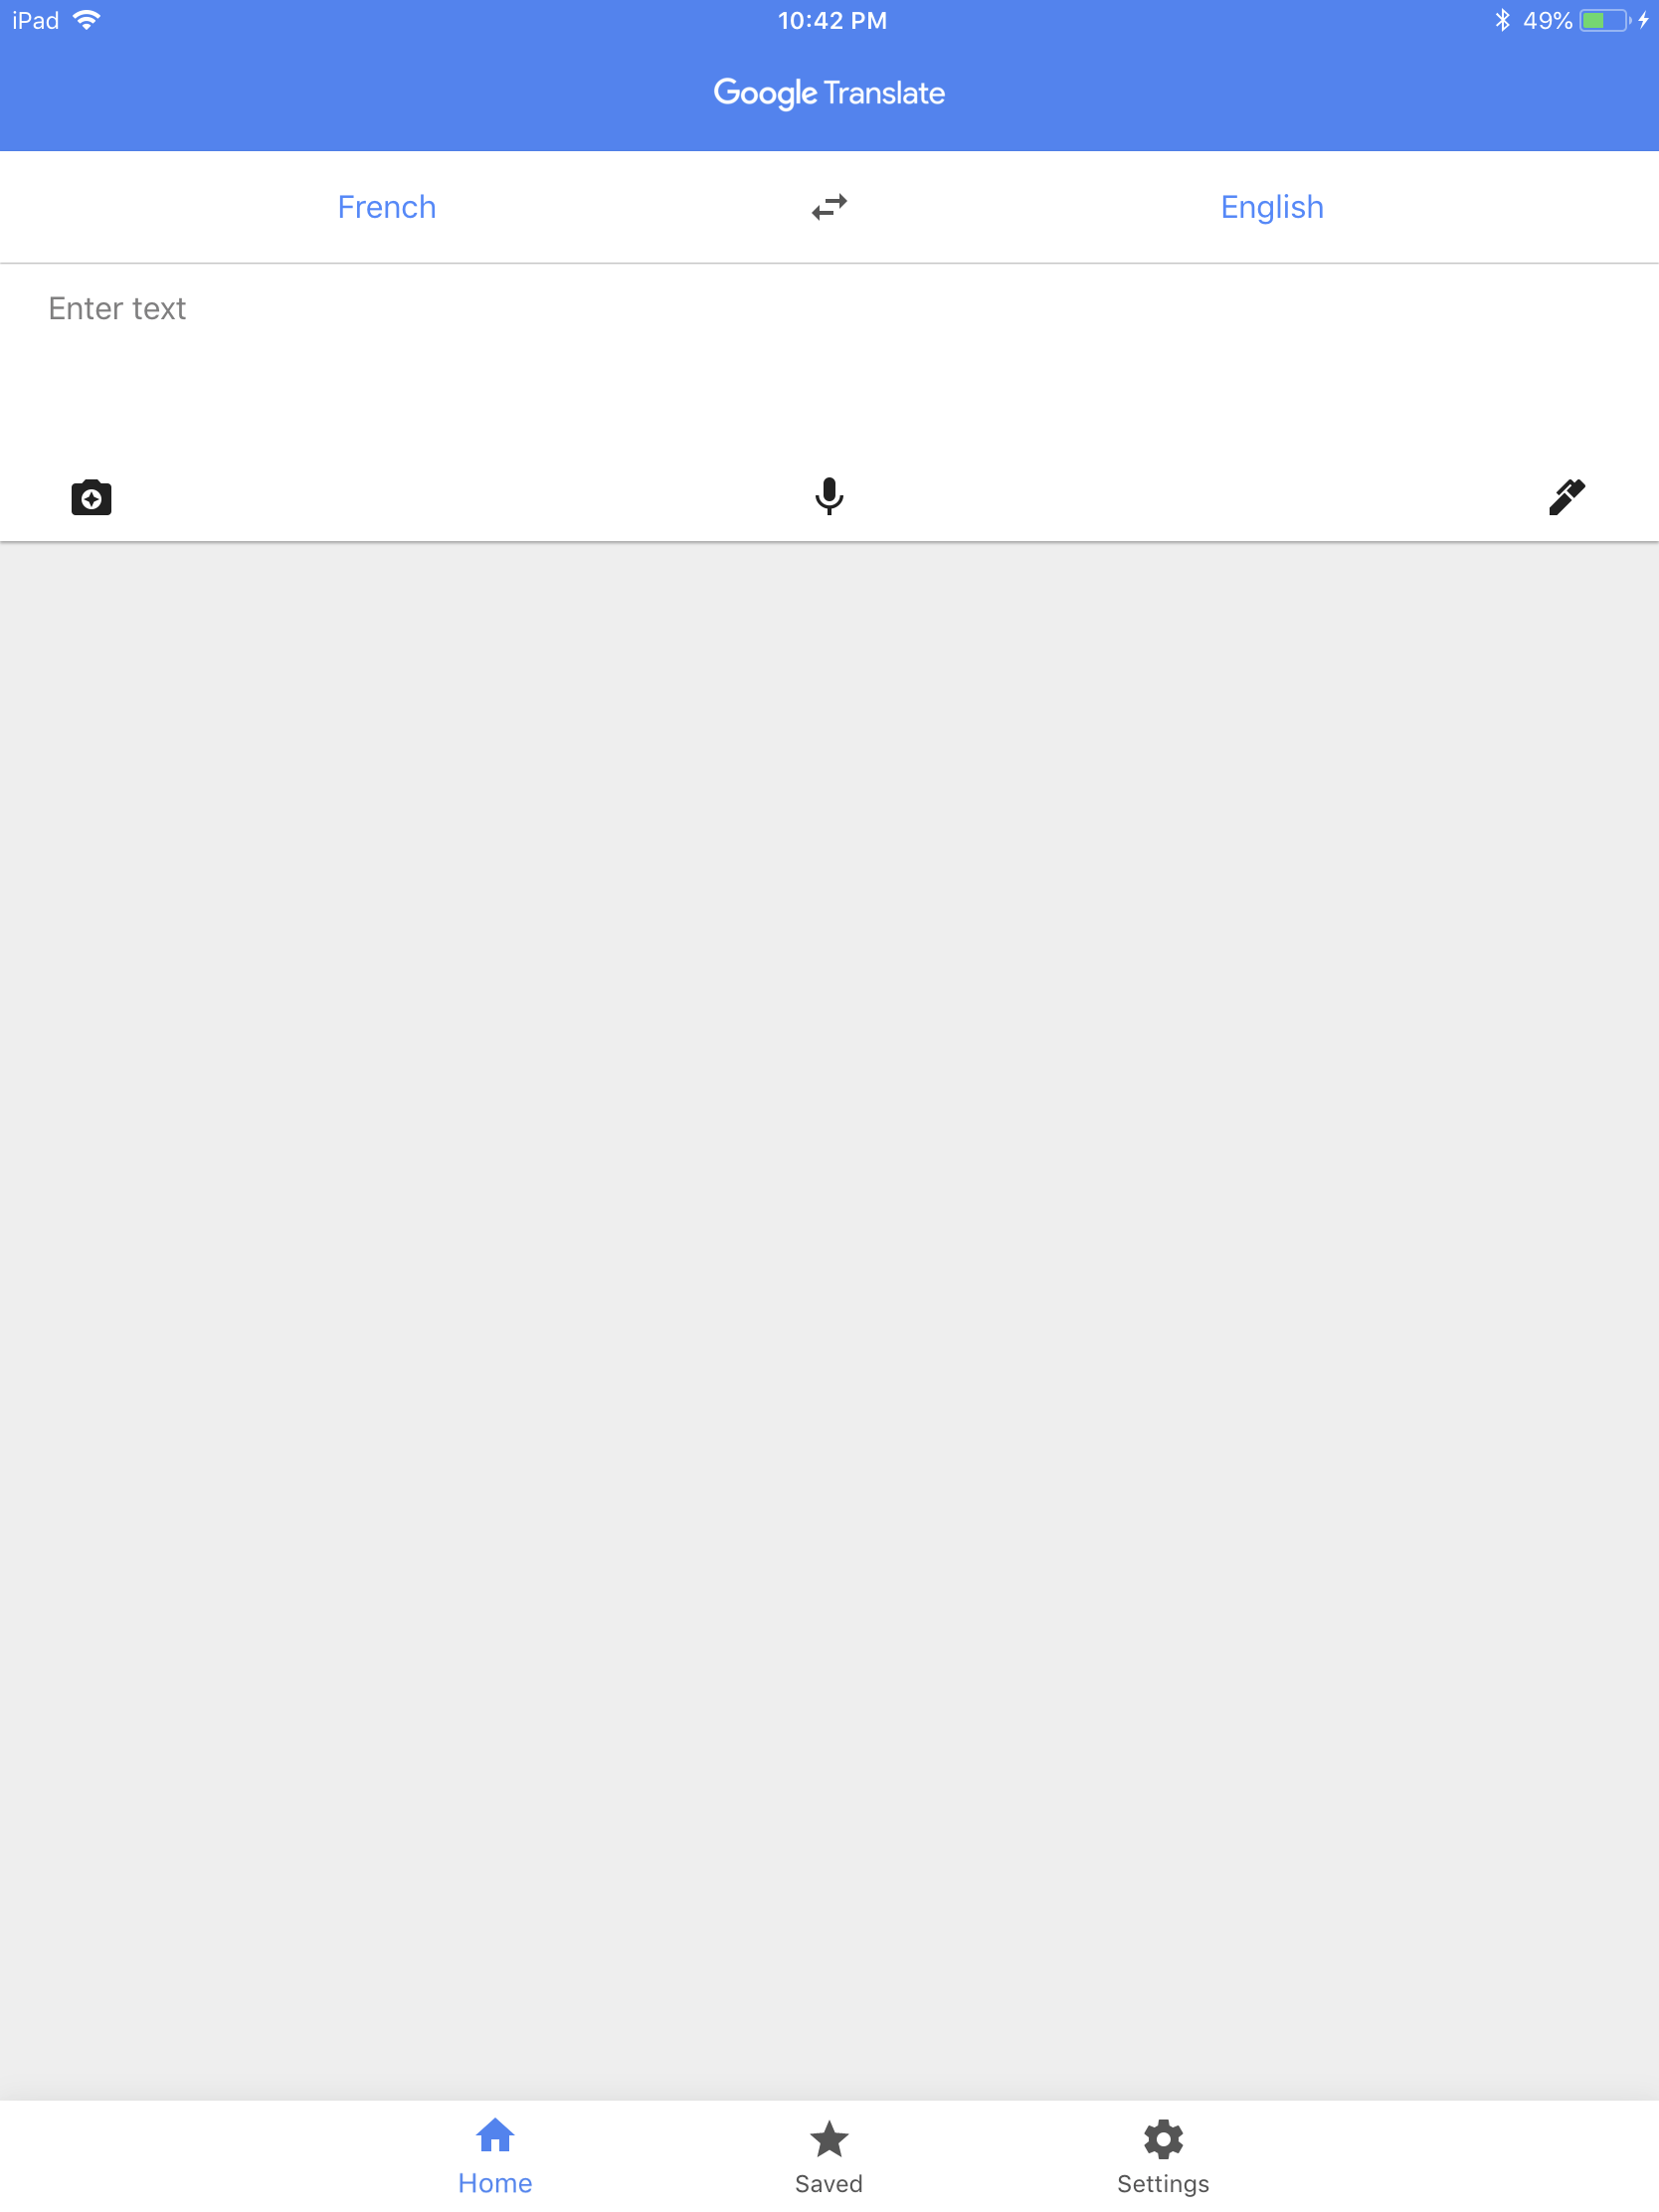 iPad 10:42 PM 49%
Google Translate
French English
Enter text
Home Saved Settings